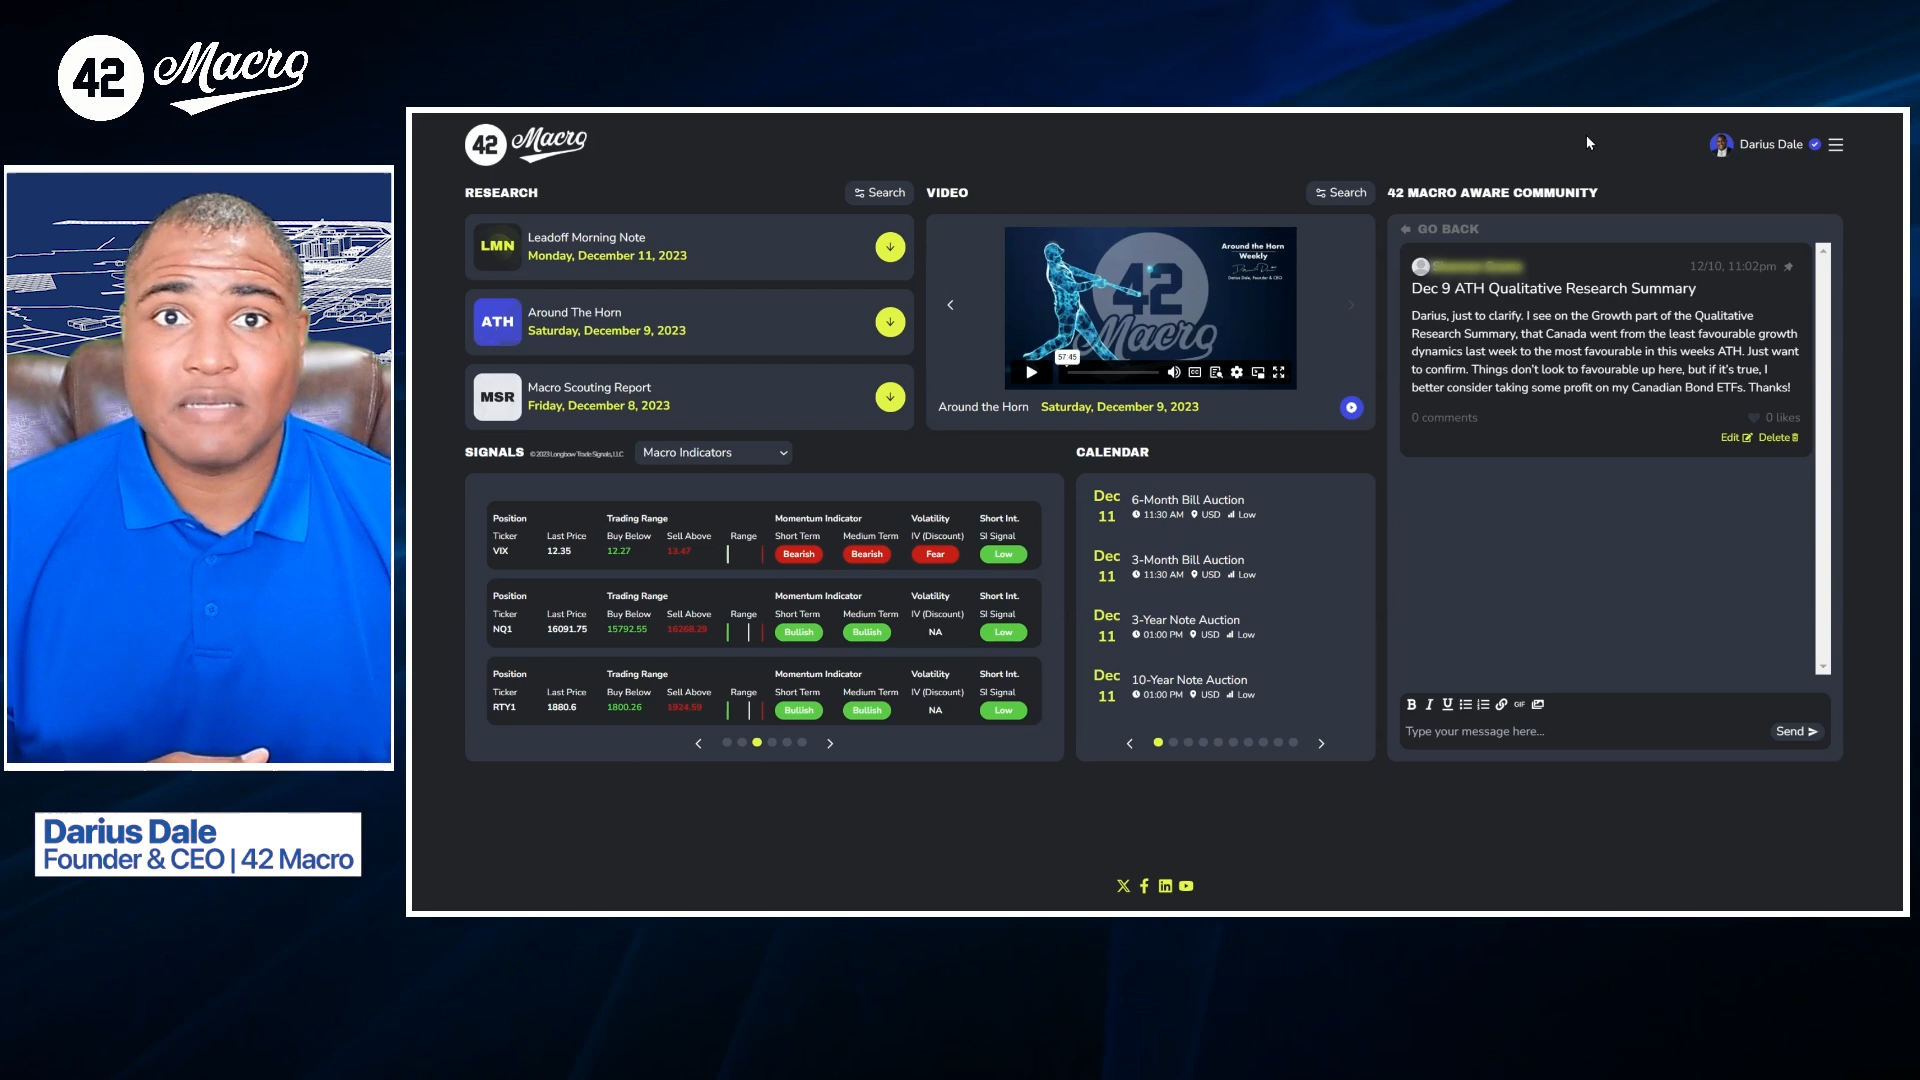 42 Macro
42 Macro
Darius Dale
RESEARCH
Search
LMN
Leadoff Morning Note
Monday, December 11, 2023
ATH
Around The Horn
Saturday, December 9, 2023
MSR
Macro Scouting Report
Friday, December 8, 2023
VIDEO
Search
42
Macro
Around the Horn
Weekly
Darius Dale, Founder & CEO
57:45
CC
Around the Horn Saturday, December 9, 2023
42 MACRO AWARE COMMUNITY
GO BACK
12/10, 11:02pm
Dec 9 ATH Qualitative Research Summary
Darius, just to clarify. I see on the Growth part of the Qualitative
Research Summary, that Canada went from the least favourable growth
dynamics last week to the most favourable in this weeks ATH. Just want
to confirm. Things don't look to favourable up here, but if it's true, I
better consider taking some profit on my Canadian Bond ETFs. Thanks!
0 comments 0 likes
Edit Delete
B I U GIF
Type your message here...
Send
SIGNALS ©2023 Longbow Trade Signals, LLC Macro Indicators
Position Trading Range Momentum Indicator Volatility Short Int.
Ticker Last Price Buy Below Sell Above Range Short Term Medium Term IV (Discount) SI Signal
VIX 12.35 12.27 13.47 Bearish Bearish Fear Low
Position Trading Range Momentum Indicator Volatility Short Int.
Ticker Last Price Buy Below Sell Above Range Short Term Medium Term IV (Discount) SI Signal
NQ1 16091.75 15792.55 16268.29 Bullish Bullish NA Low
Position Trading Range Momentum Indicator Volatility Short Int.
Ticker Last Price Buy Below Sell Above Range Short Term Medium Term IV (Discount) SI Signal
RTY1 1880.6 1800.26 1924.59 Bullish Bullish NA Low
CALENDAR
Dec 11
6-Month Bill Auction
11:30 AM USD Low
Dec 11
3-Month Bill Auction
11:30 AM USD Low
Dec 11
3-Year Note Auction
01:00 PM USD Low
Dec 11
10-Year Note Auction
01:00 PM USD Low
Darius Dale
Founder & CEO | 42 Macro